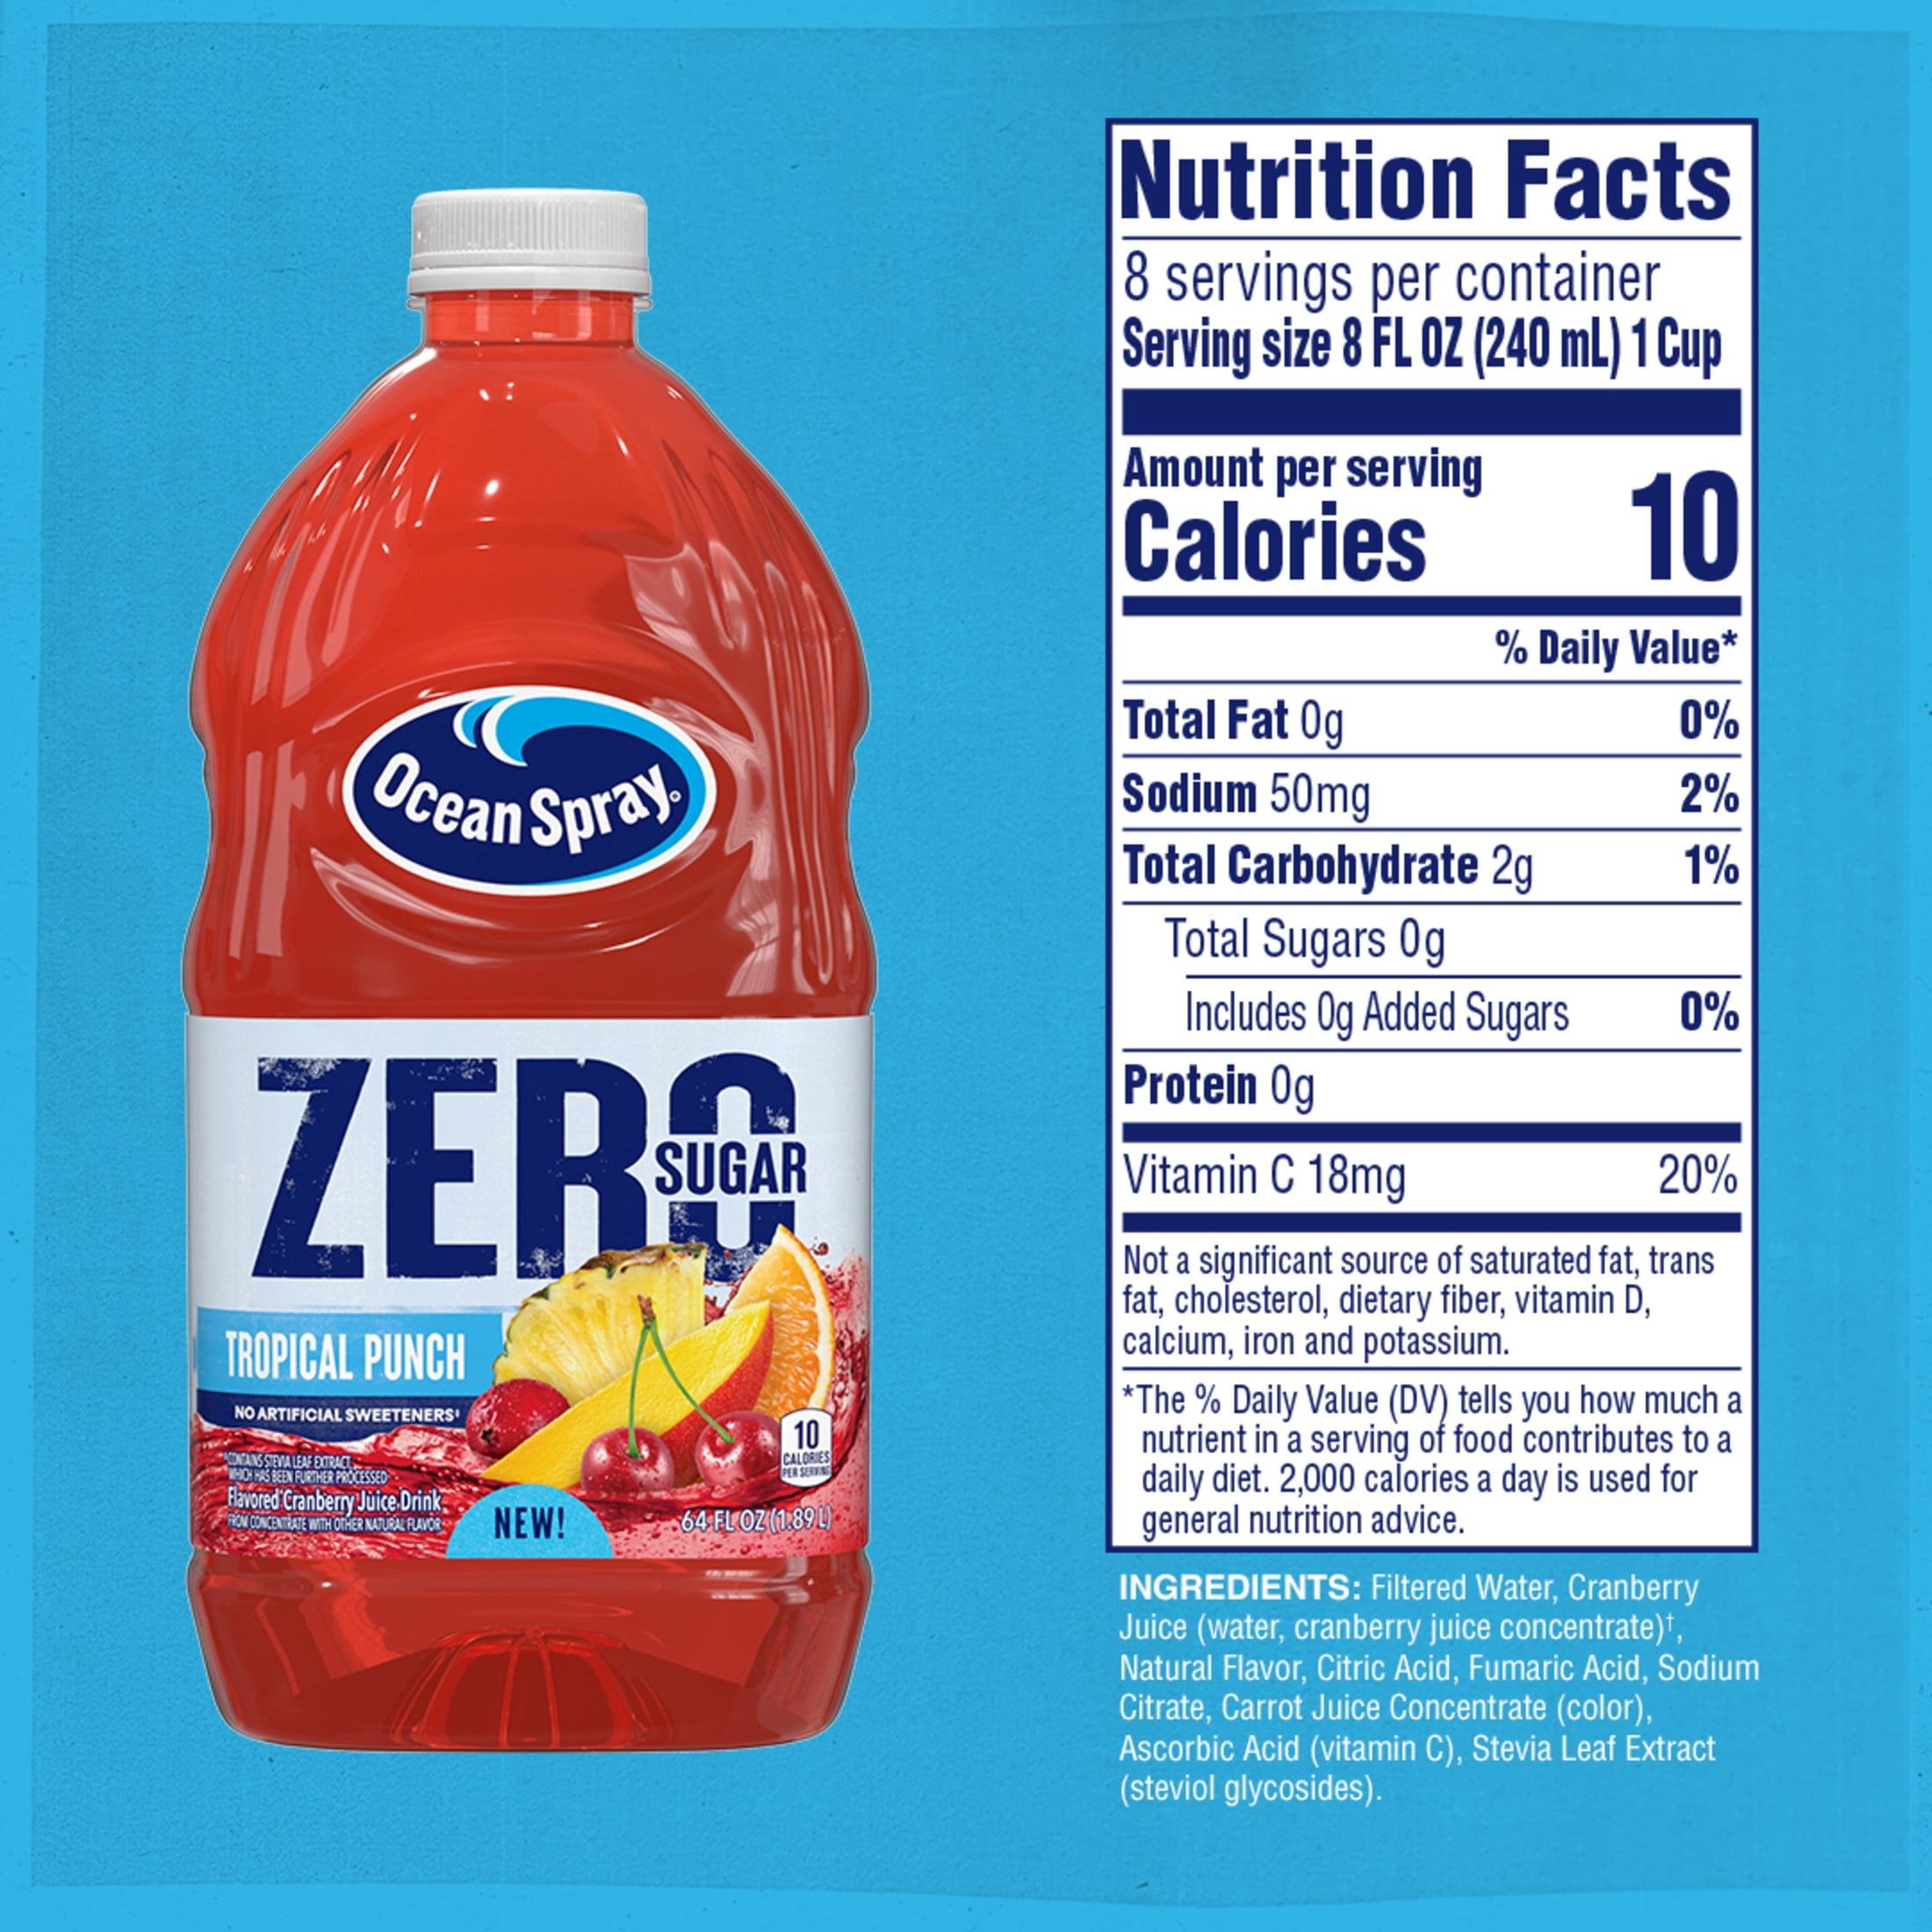 Ocean Spray®
ZERO
SUGAR
TROPICAL PUNCH
NO ARTIFICIAL SWEETENERS‡
‡CONTAINS STEVIA LEAF EXTRACT,
WHICH HAS BEEN FURTHER PROCESSED
Flavored Cranberry Juice Drink
FROM CONCENTRATE WITH OTHER NATURAL FLAVOR
NEW!
10
CALORIES
PER SERVING
64 FL OZ (1.89 L)
Nutrition Facts
8 servings per container
Serving size 8 FL OZ (240 mL) 1 Cup
Amount per serving
Calories 10
% Daily Value*
Total Fat 0g 0%
Sodium 50mg 2%
Total Carbohydrate 2g 1%
Total Sugars 0g
Includes 0g Added Sugars 0%
Protein 0g
Vitamin C 18mg 20%
Not a significant source of saturated fat, trans
fat, cholesterol, dietary fiber, vitamin D,
calcium, iron and potassium.
*The % Daily Value (DV) tells you how much a
nutrient in a serving of food contributes to a
daily diet. 2,000 calories a day is used for
general nutrition advice.
INGREDIENTS: Filtered Water, Cranberry
Juice (water, cranberry juice concentrate)†,
Natural Flavor, Citric Acid, Fumaric Acid, Sodium
Citrate, Carrot Juice Concentrate (color),
Ascorbic Acid (vitamin C), Stevia Leaf Extract
(steviol glycosides).